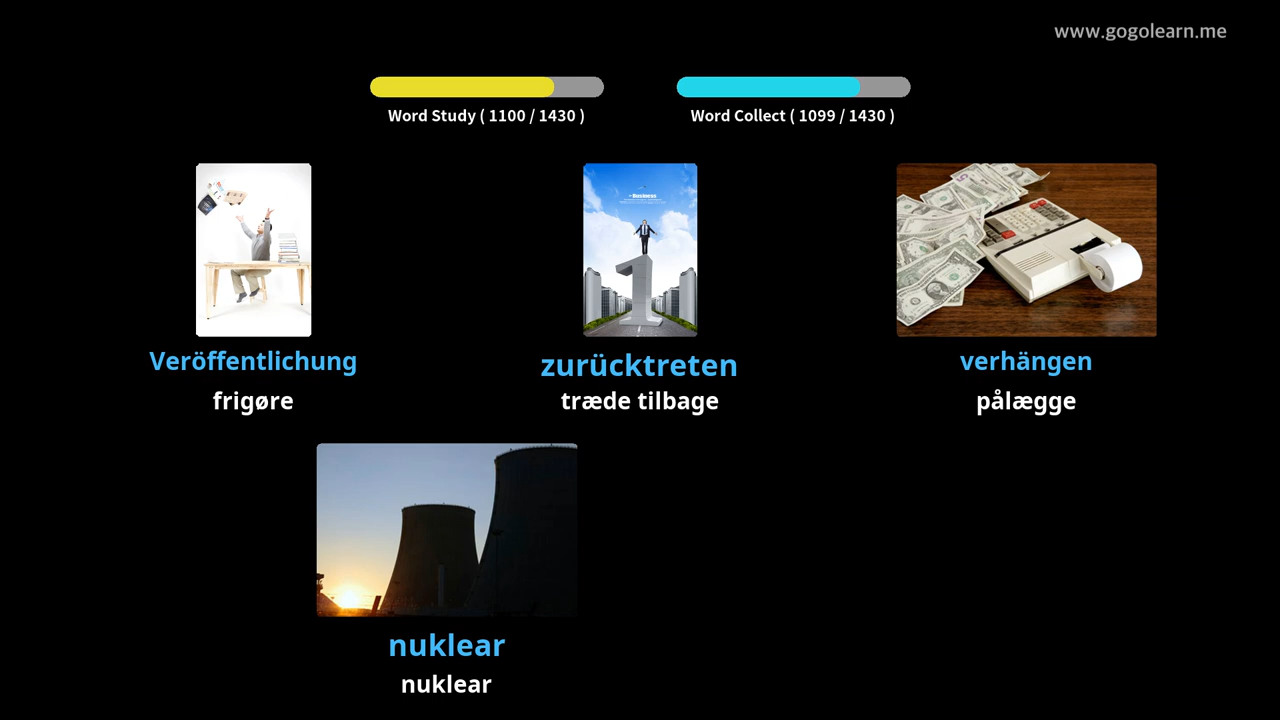 www.gogolearn.me
Word Study ( 1100 / 1430 )
Word Collect ( 1099 / 1430 )
Business
Veröffentlichung
zurücktreten
verhängen
frigøre
træde tilbage
pålægge
nuklear
nuklear